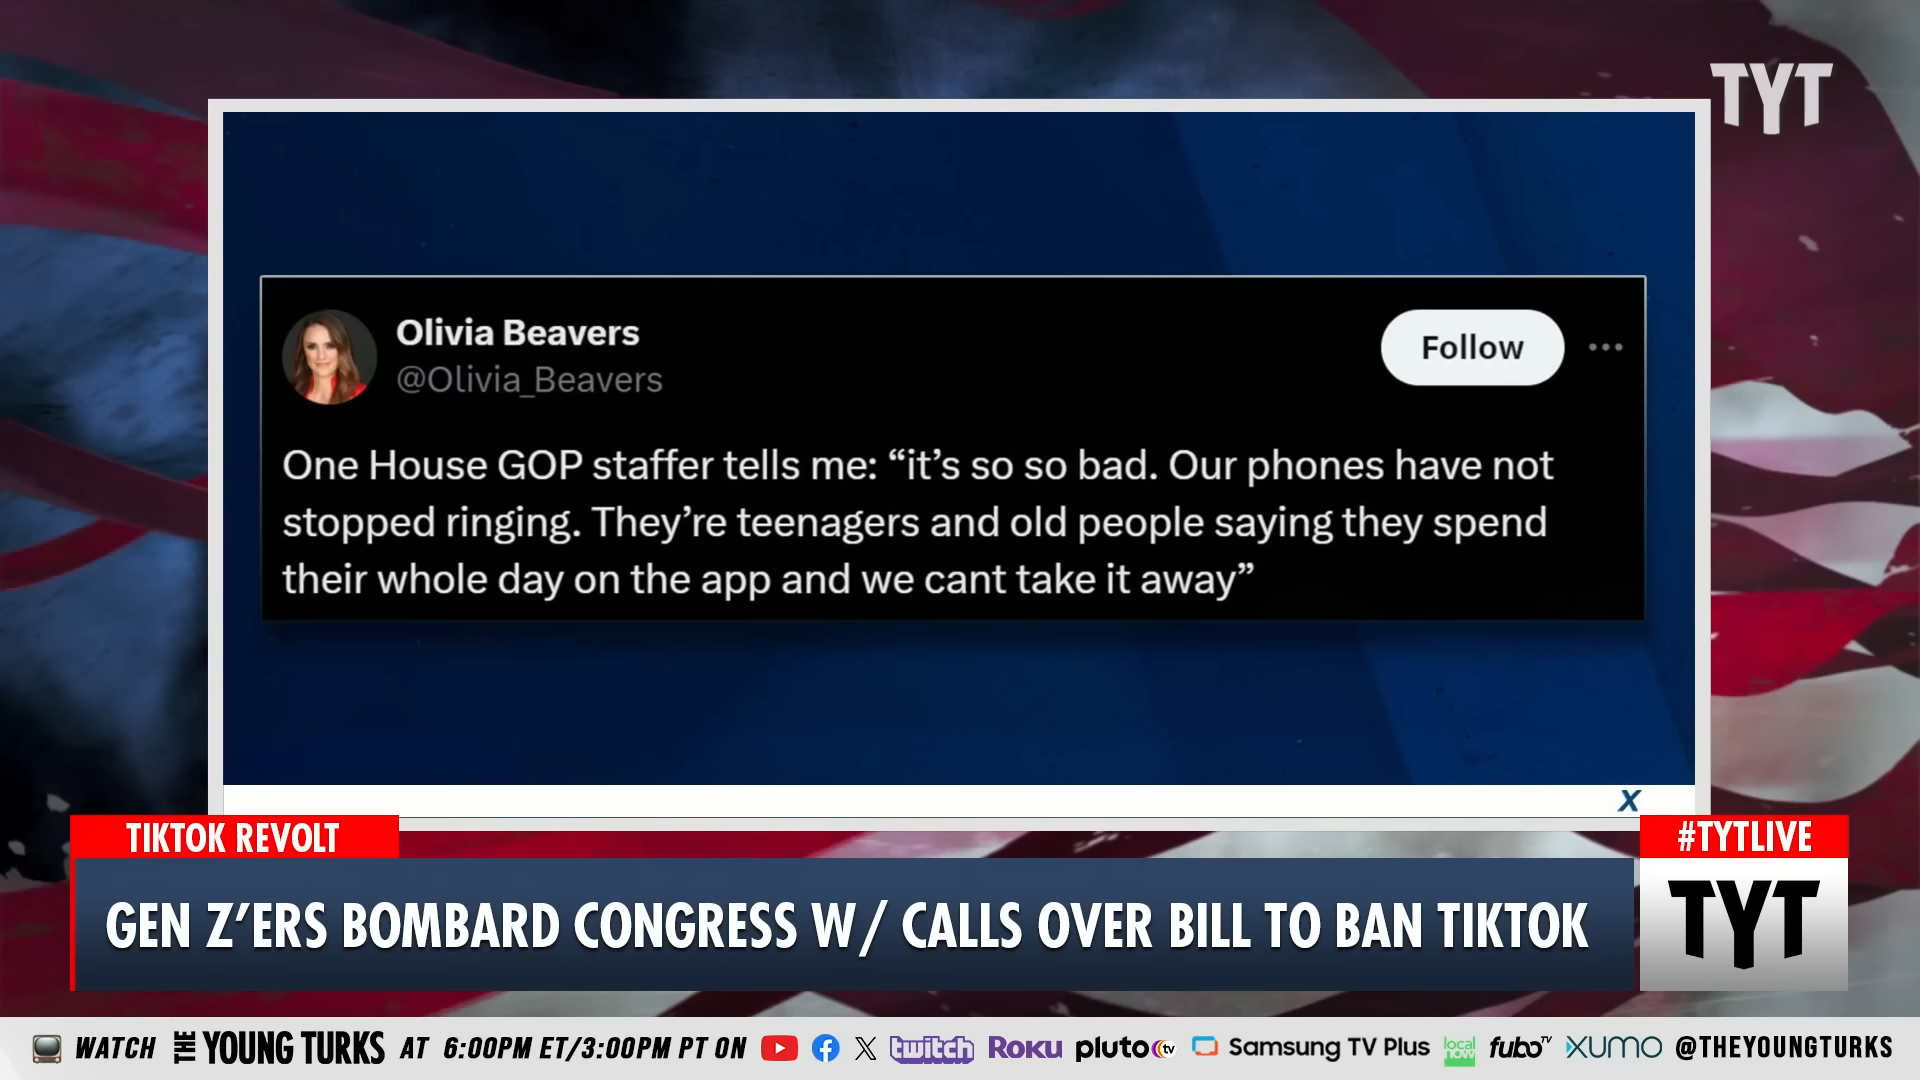 TYT
Olivia Beavers
@Olivia_Beavers
Follow
One House GOP staffer tells me: “it’s so so bad. Our phones have not
stopped ringing. They’re teenagers and old people saying they spend
their whole day on the app and we cant take it away”
X
TIKTOK REVOLT
#TYTLIVE
GEN Z’ERS BOMBARD CONGRESS W/ CALLS OVER BILL TO BAN TIKTOK
TYT
WATCH THE YOUNG TURKS AT 6:00PM ET/3:00PM PT ON X twitch ROKU pluto tv Samsung TV Plus local now fubo TV XUMO @THEYOUNGTURKS